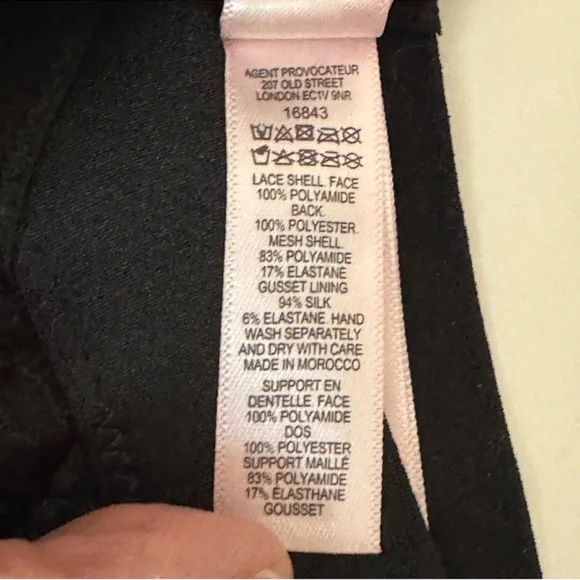 AGENT PROVOCATEUR
207 OLD STREET
LONDON EC1V 9NR
16843
LACE SHELL. FACE
100% POLYAMIDE
BACK.
100% POLYESTER.
MESH SHELL.
83% POLYAMIDE
17% ELASTANE
GUSSET LINING
94% SILK
6% ELASTANE. HAND
WASH SEPARATELY
AND DRY WITH CARE
MADE IN MOROCCO
SUPPORT EN
DENTELLE. FACE
100% POLYAMIDE
DOS
100% POLYESTER
SUPPORT MAILLÉ
83% POLYAMIDE
17% ÉLASTHANE
GOUSSET